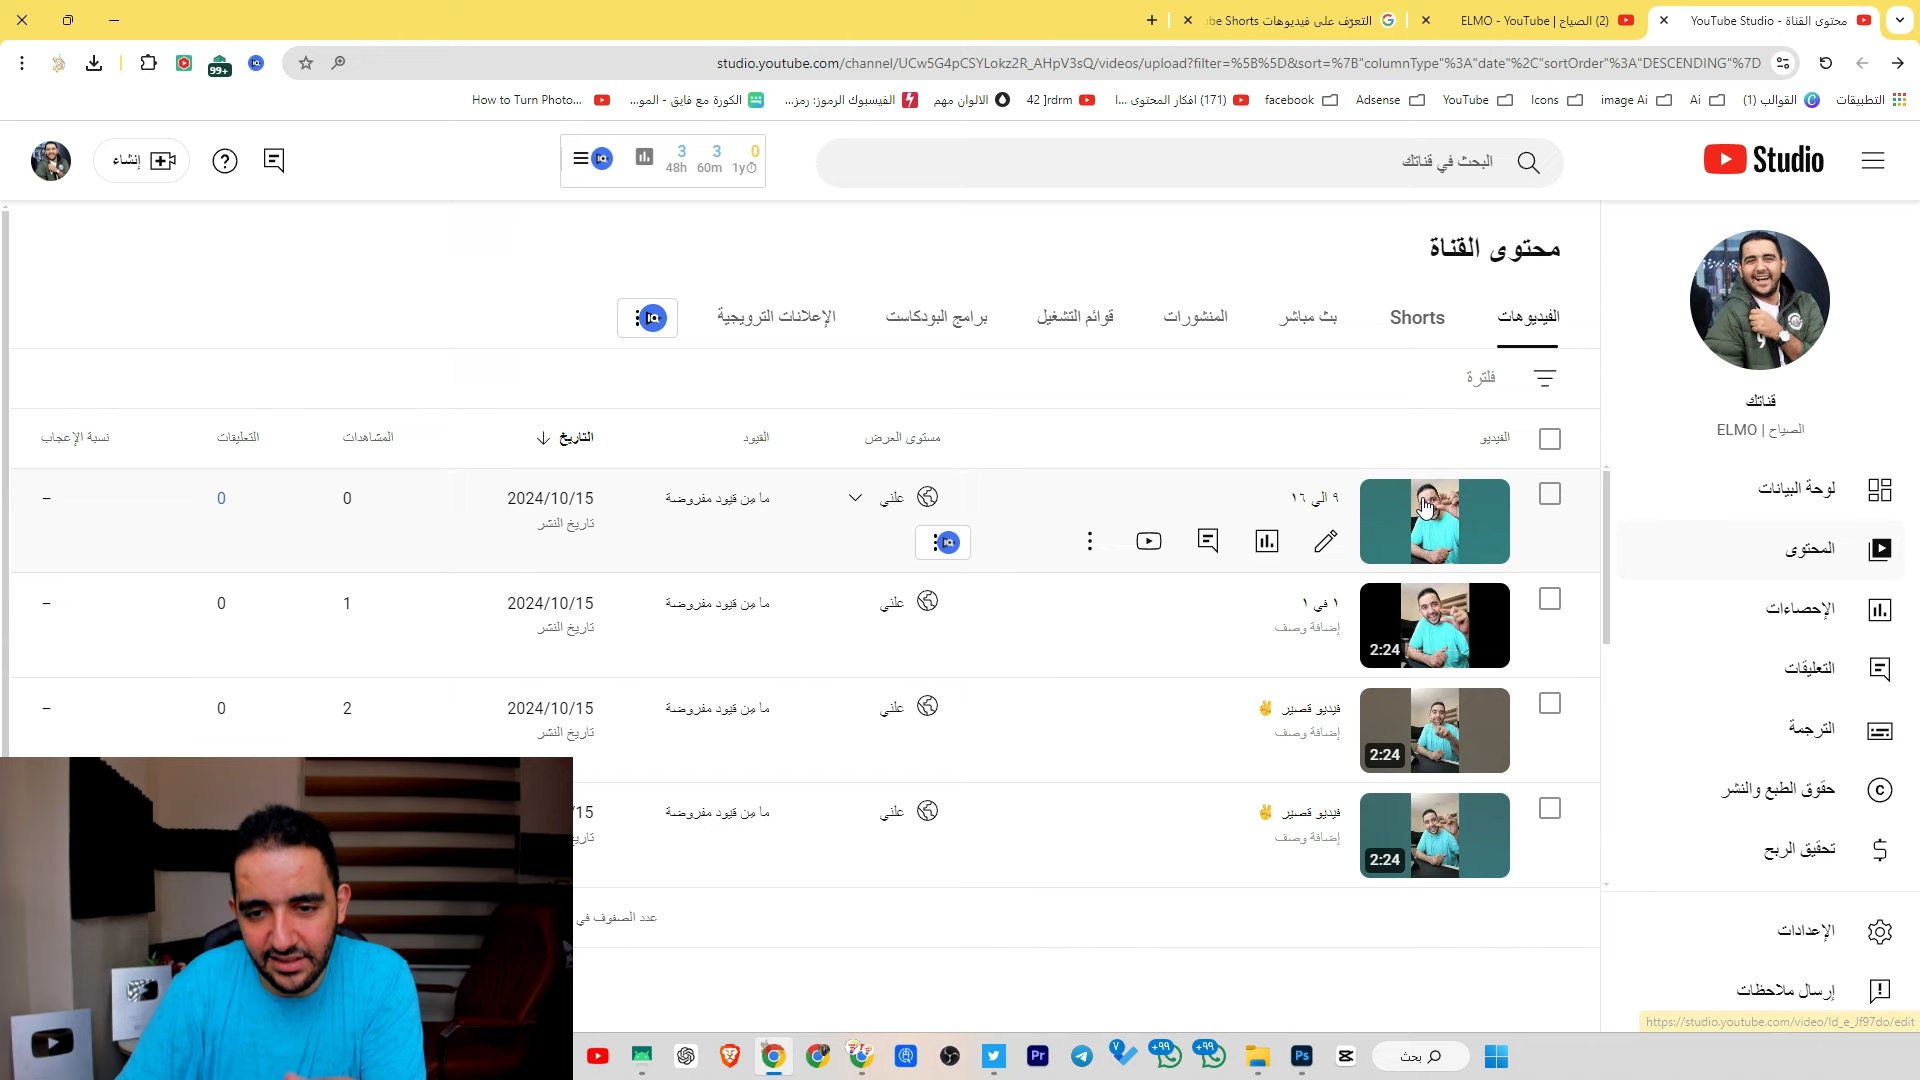 محتوى القناة - YouTube Studio
(2) الصياح | ELMO - YouTube
التعرّف على فيديوهات be Shorts
studio.youtube.com/channel/UCw5G4pCSYLokz2R_AHpV3sQ/videos/upload?filter=%5B%5D&sort=%7B"columnType"%3A"date"%2C"sortOrder"%3A"DESCENDING"%7D
99+
التطبيقات
القوالب (1)
Ai
image Ai
Icons
YouTube
Adsense
facebook
(171) افكار المحتوى ا...
42 ]rdrm
الالوان مهم
الفيسبوك الرموز: رمز...
الكورة مع فايق - المو...
How to Turn Photo...
Studio
البحث في قناتك
3 48h
3 60m
0 1y
إنشاء
محتوى القناة
الفيديوهات
Shorts
بث مباشر
المنشورات
قوائم التشغيل
برامج البودكاست
الإعلانات الترويجية
فلترة
الفيديو
مستوى العرض
القيود
التاريخ
المشاهدات
التعليقات
نسبة الإعجاب
٩ الي ١٦
علني
ما مِن قيود مفروضة
2024/10/15
تاريخ النشر
0
0
–
2:24
١ في ١
إضافة وصف
علني
ما مِن قيود مفروضة
2024/10/15
تاريخ النشر
1
0
–
2:24
فيديو قصير ✌
إضافة وصف
علني
ما مِن قيود مفروضة
2024/10/15
تاريخ النشر
2
0
–
2:24
فيديو قصير ✌
إضافة وصف
علني
ما مِن قيود مفروضة
عدد الصفوف في
قناتك
الصياح | ELMO
لوحة البيانات
المحتوى
الإحصاءات
التعليقات
الترجمة
حقوق الطبع والنشر
تحقيق الربح
الإعدادات
إرسال ملاحظات
https://studio.youtube.com/video/Id_e_Jf97do/edit
بحث
Ps
+99
+99
V
Pr